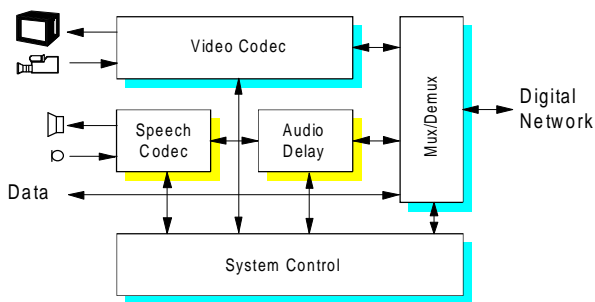 Video Codec
Mux/Demux
Digital
Network
Speech
Codec
Audio
Delay
Data
System Control